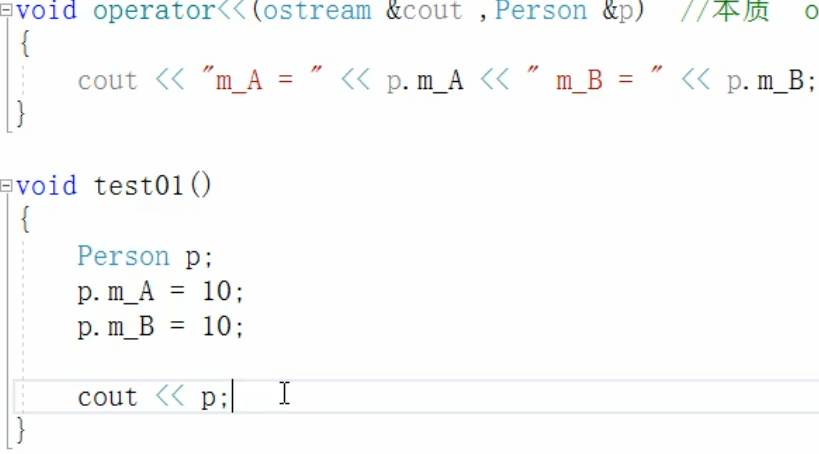 void operator<<(ostream &cout ,Person &p) //本质 o
{
cout << "m_A = " << p.m_A << " m_B = " << p.m_B;
}
void test01()
{
Person p;
p.m_A = 10;
p.m_B = 10;
cout << p;
}